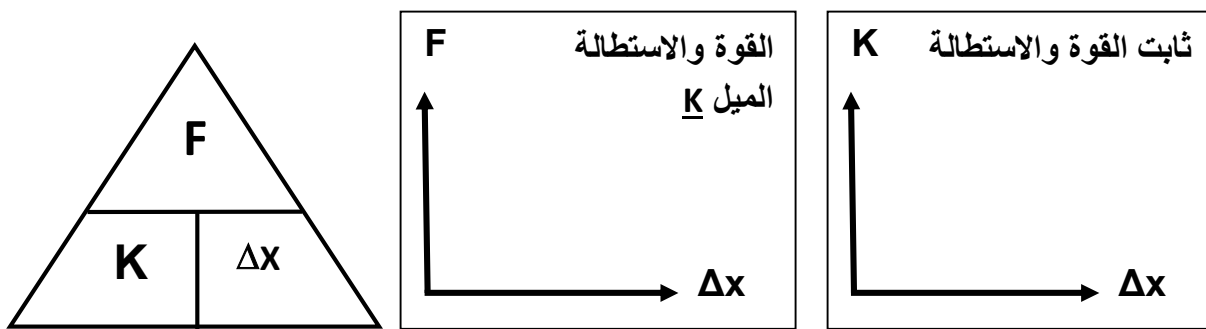 F
K ΔX
F القوة والاستطالة
الميل K
Δx
K ثابت القوة والاستطالة
Δx